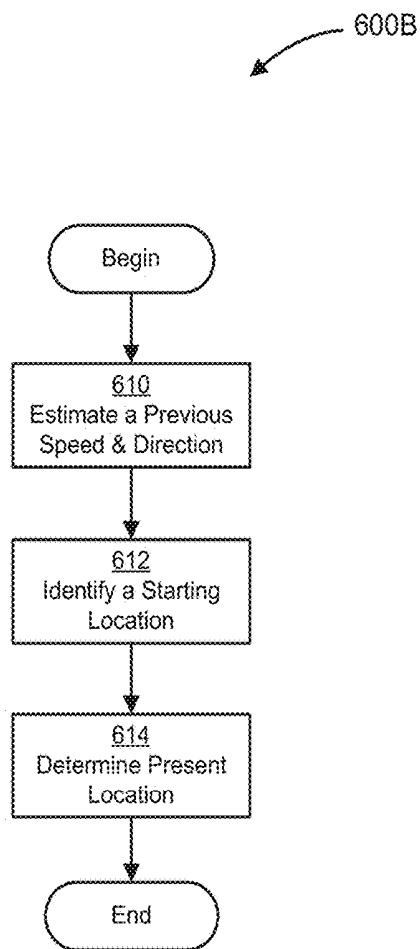 600B
Begin
610
Estimate a Previous
Speed & Direction
612
Identify a Starting
Location
614
Determine Present
Location
End